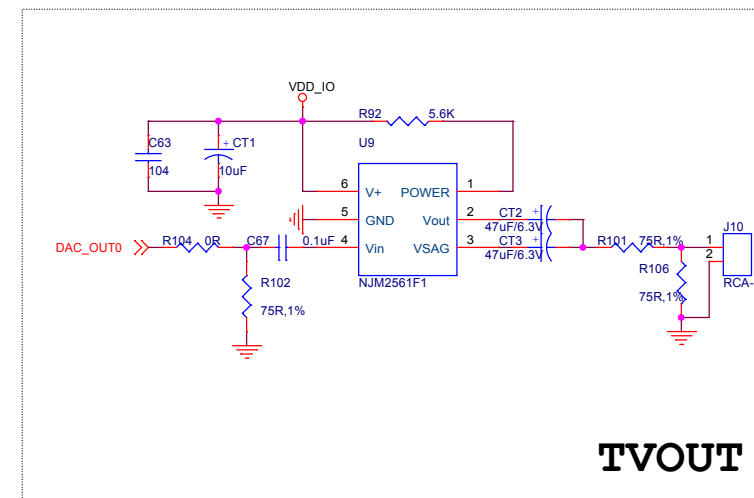 VDD_IO
R92 5.6K
C63 + CT1 U9
104 10uF
6 V+ POWER 1
5 GND Vout 2 CT2 +
47uF/6.3V
DAC_OUT0 R104 0R C67 0.1uF 4 Vin VSAG 3 CT3 + R101 75R,1% 1 J10
47uF/6.3V 2
R102 NJM2561F1 R106 RCA-
75R,1% 75R,1%
TVOUT